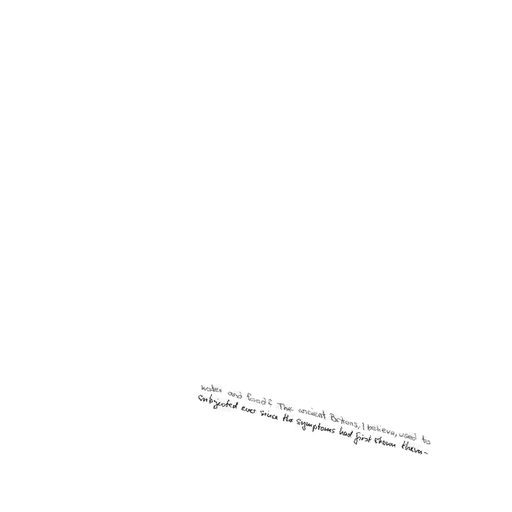 water and food? The ancient Britons, I believe, used to
subjected ever since the symptoms had first shown them-